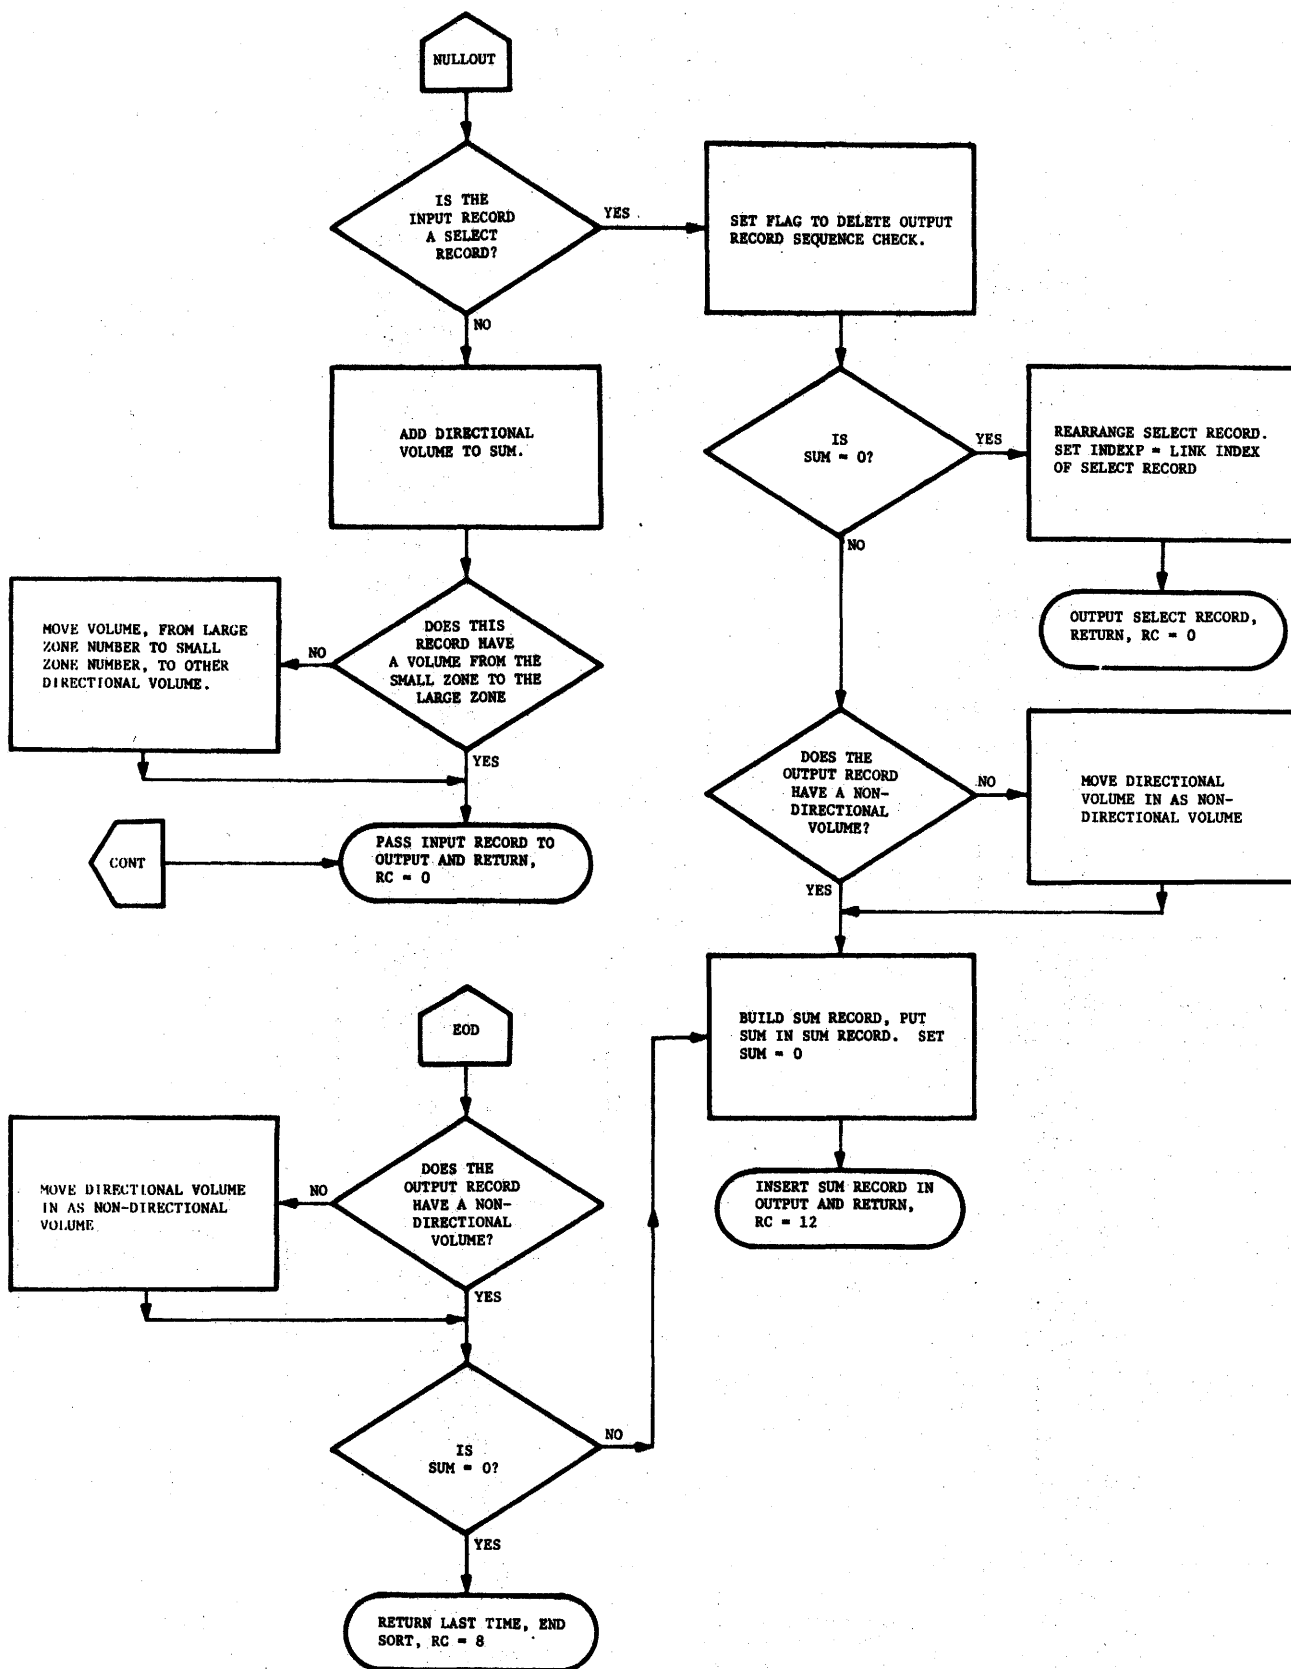 NULLOUT
IS THE
INPUT RECORD
A SELECT
RECORD?
YES
SET FLAG TO DELETE OUTPUT
RECORD SEQUENCE CHECK.
NO
ADD DIRECTIONAL
VOLUME TO SUM.
IS
SUM = 0?
YES
REARRANGE SELECT RECORD.
SET INDEXP = LINK INDEX
OF SELECT RECORD
NO
OUTPUT SELECT RECORD,
RETURN, RC = 0
MOVE VOLUME, FROM LARGE
ZONE NUMBER TO SMALL
ZONE NUMBER, TO OTHER
DIRECTIONAL VOLUME.
NO
DOES THIS
RECORD HAVE
A VOLUME FROM THE
SMALL ZONE TO THE
LARGE ZONE
YES
DOES THE
OUTPUT RECORD
HAVE A NON-
DIRECTIONAL
VOLUME?
NO
MOVE DIRECTIONAL
VOLUME IN AS NON-
DIRECTIONAL VOLUME
YES
CONT
PASS INPUT RECORD TO
OUTPUT AND RETURN,
RC = 0
BUILD SUM RECORD, PUT
SUM IN SUM RECORD. SET
SUM = 0
INSERT SUM RECORD IN
OUTPUT AND RETURN,
RC = 12
EOD
DOES THE
OUTPUT RECORD
HAVE A NON-
DIRECTIONAL
VOLUME?
NO
MOVE DIRECTIONAL VOLUME
IN AS NON-DIRECTIONAL
VOLUME
YES
IS
SUM = 0?
NO
YES
RETURN LAST TIME, END
SORT, RC = 8